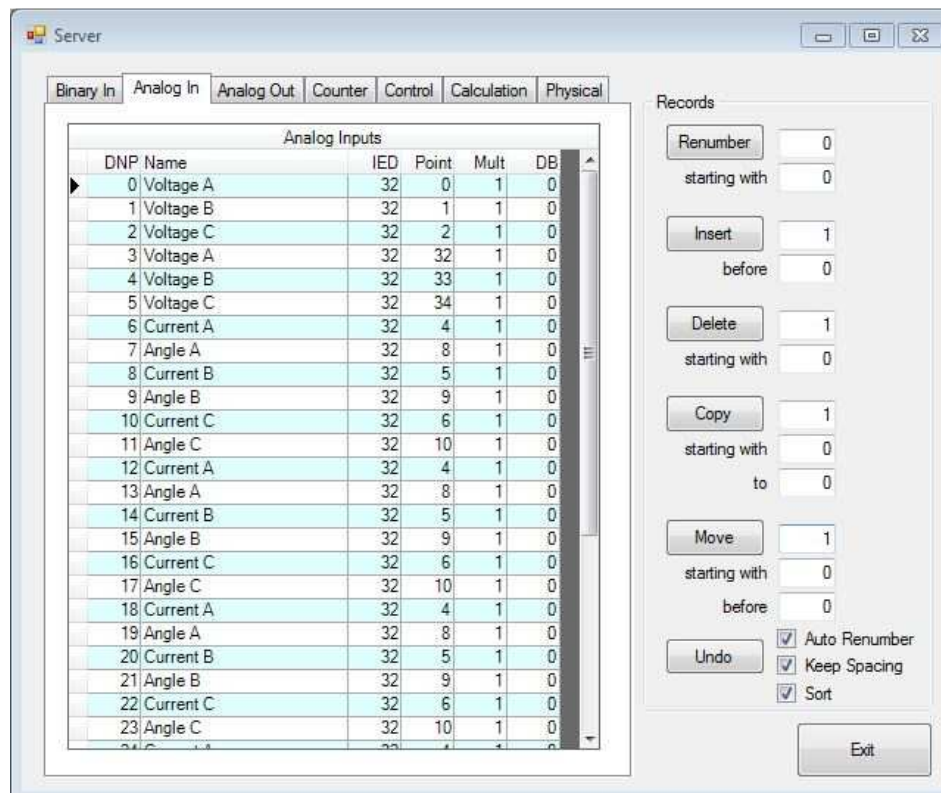 Server
Binary In Analog In Analog Out Counter Control Calculation Physical
Analog Inputs
DNP Name IED Point Mult DB
0 Voltage A 32 0 1 0
1 Voltage B 32 1 1 0
2 Voltage C 32 2 1 0
3 Voltage A 32 32 1 0
4 Voltage B 32 33 1 0
5 Voltage C 32 34 1 0
6 Current A 32 4 1 0
7 Angle A 32 8 1 0
8 Current B 32 5 1 0
9 Angle B 32 9 1 0
10 Current C 32 6 1 0
11 Angle C 32 10 1 0
12 Current A 32 4 1 0
13 Angle A 32 8 1 0
14 Current B 32 5 1 0
15 Angle B 32 9 1 0
16 Current C 32 6 1 0
17 Angle C 32 10 1 0
18 Current A 32 4 1 0
19 Angle A 32 8 1 0
20 Current B 32 5 1 0
21 Angle B 32 9 1 0
22 Current C 32 6 1 0
23 Angle C 32 10 1 0
Records
Renumber 0
starting with 0
Insert 1
before 0
Delete 1
starting with 0
Copy 1
starting with 0
to 0
Move 1
starting with 0
before 0
Undo
Auto Renumber
Keep Spacing
Sort
Exit